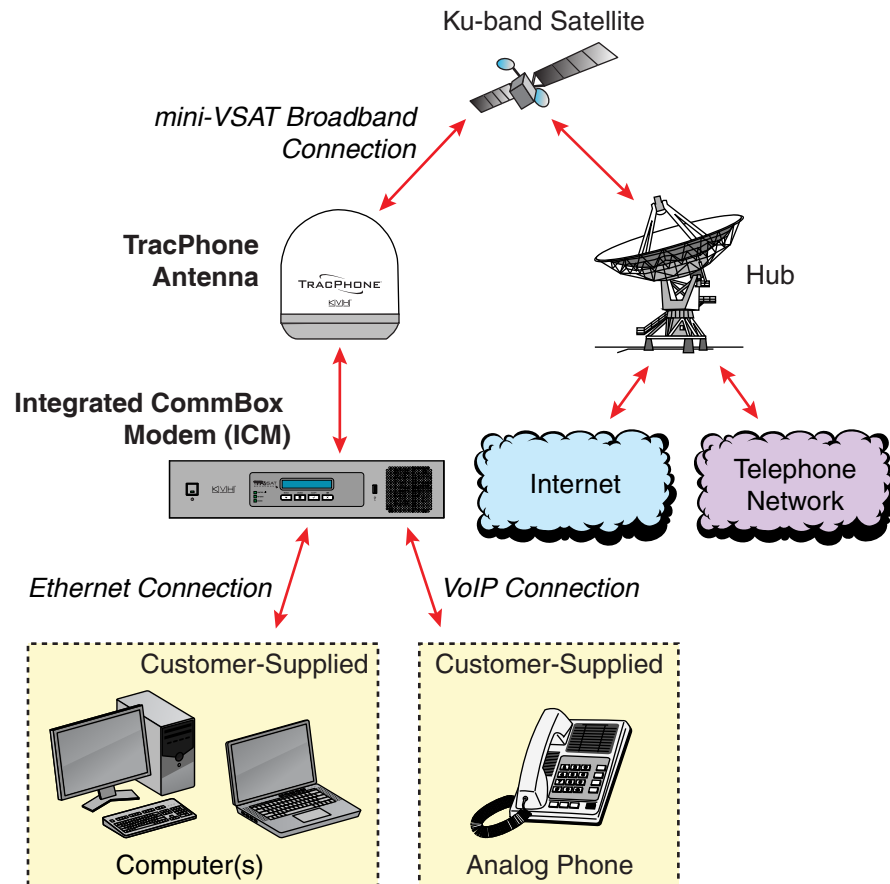 Ku-band Satellite
mini-VSAT Broadband
Connection
TracPhone
Antenna
TRACPHONE
KVH
Hub
Integrated CommBox
Modem (ICM)
KVH
Internet
Telephone
Network
Ethernet Connection
VoIP Connection
Customer-Supplied
Customer-Supplied
Computer(s)
Analog Phone